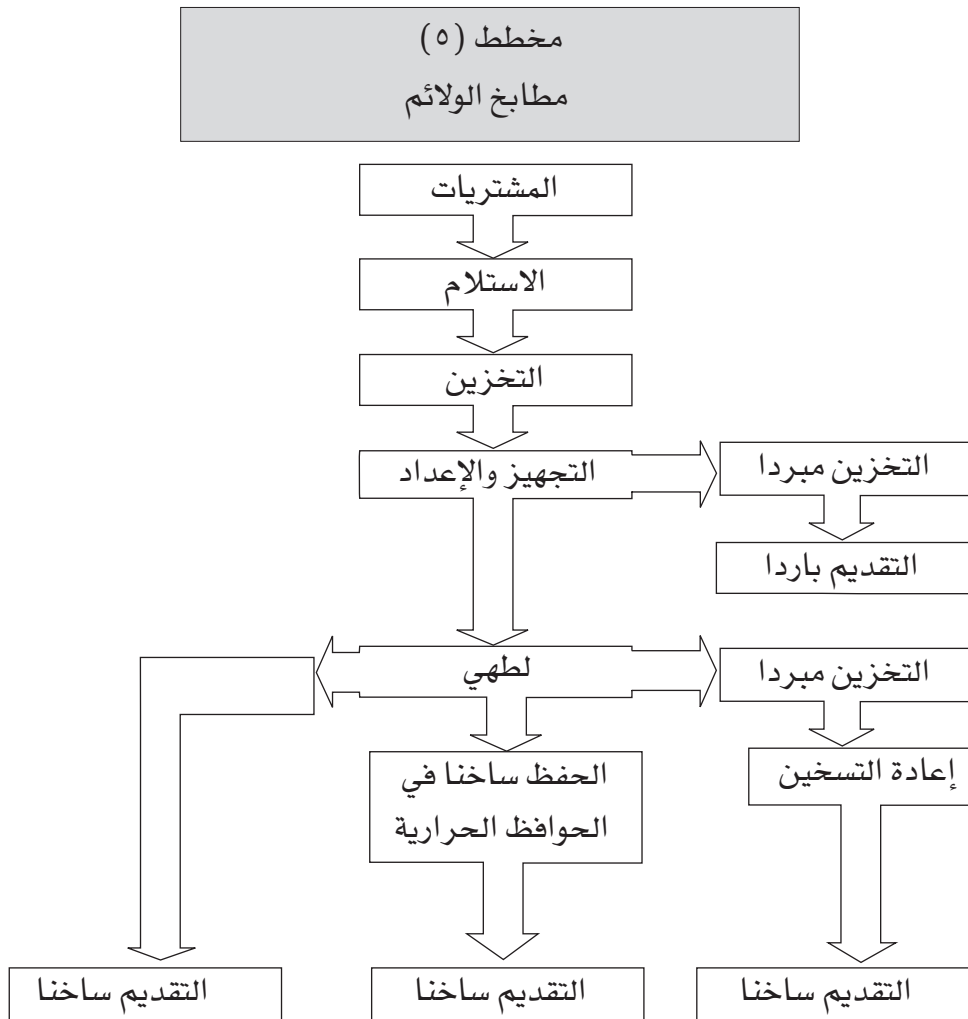 مخطط (٥)
مطابخ الولائم
المشتريات
الاستلام
التخزين
التجهيز والإعداد
التخزين مبردا
التقديم باردا
لطهي
التخزين مبردا
الحفظ ساخنا في
الحوافظ الحرارية
إعادة التسخين
التقديم ساخنا
التقديم ساخنا
التقديم ساخنا